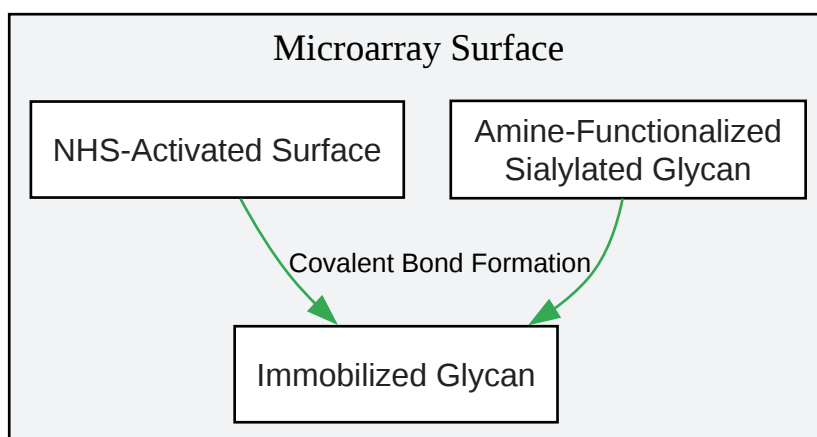 Microarray Surface
NHS-Activated Surface
Amine-Functionalized
Sialylated Glycan
Covalent Bond Formation
Immobilized Glycan